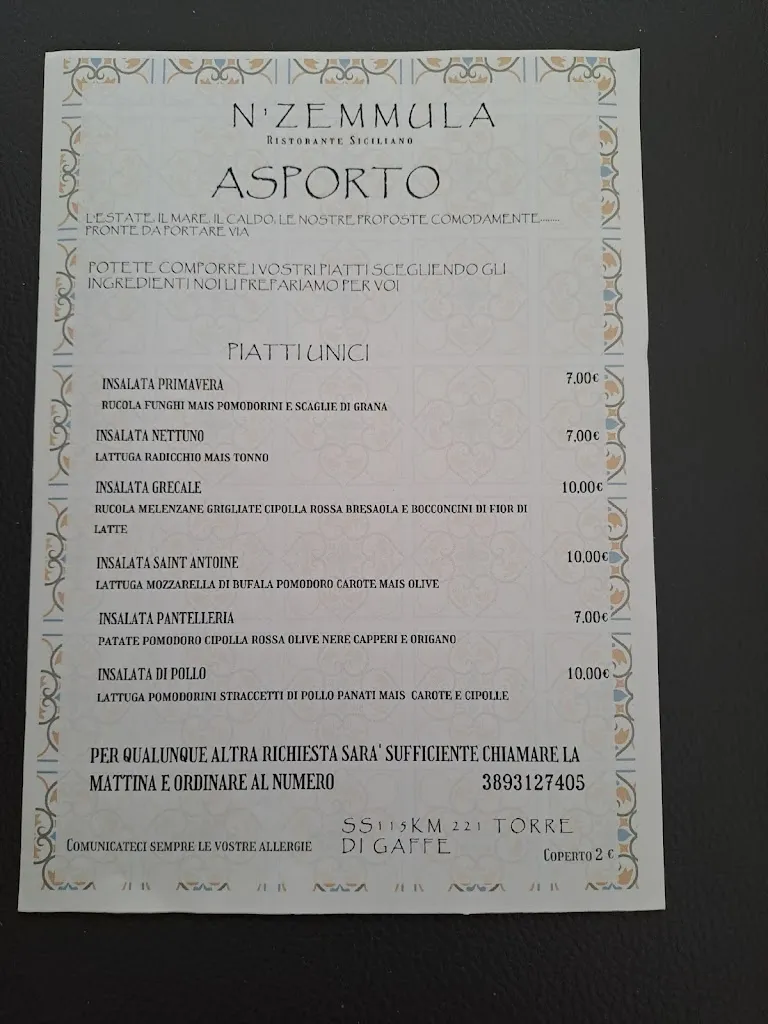 N'ZEMMULA
RISTORANTE SICILIANO
ASPORTO
L'ESTATE, IL MARE, IL CALDO, LE NOSTRE PROPOSTE COMODAMENTE........
PRONTE DA PORTARE VIA
POTETE COMPORRE I VOSTRI PIATTI SCEGLIENDO GLI
INGREDIENTI NOI LI PREPARIAMO PER VOI
PIATTI UNICI
INSALATA PRIMAVERA 7,00€
RUCOLA FUNGHI MAIS POMODORINI E SCAGLIE DI GRANA
INSALATA NETTUNO 7,00€
LATTUGA RADICCHIO MAIS TONNO
INSALATA GRECALE 10,00€
RUCOLA MELENZANE GRIGLIATE CIPOLLA ROSSA BRESAOLA E BOCCONCINI DI FIOR DI
LATTE
INSALATA SAINT ANTOINE 10,00€
LATTUGA MOZZARELLA DI BUFALA POMODORO CAROTE MAIS OLIVE
INSALATA PANTELLERIA 7,00€
PATATE POMODORO CIPOLLA ROSSA OLIVE NERE CAPPERI E ORIGANO
INSALATA DI POLLO 10,00€
LATTUGA POMODORINI STRACCETTI DI POLLO PANATI MAIS CAROTE E CIPOLLE
PER QUALUNQUE ALTRA RICHIESTA SARA' SUFFICIENTE CHIAMARE LA
MATTINA E ORDINARE AL NUMERO 3893127405
SS115KM 221 TORRE
DI GAFFE
COMUNICATECI SEMPRE LE VOSTRE ALLERGIE
COPERTO 2 €